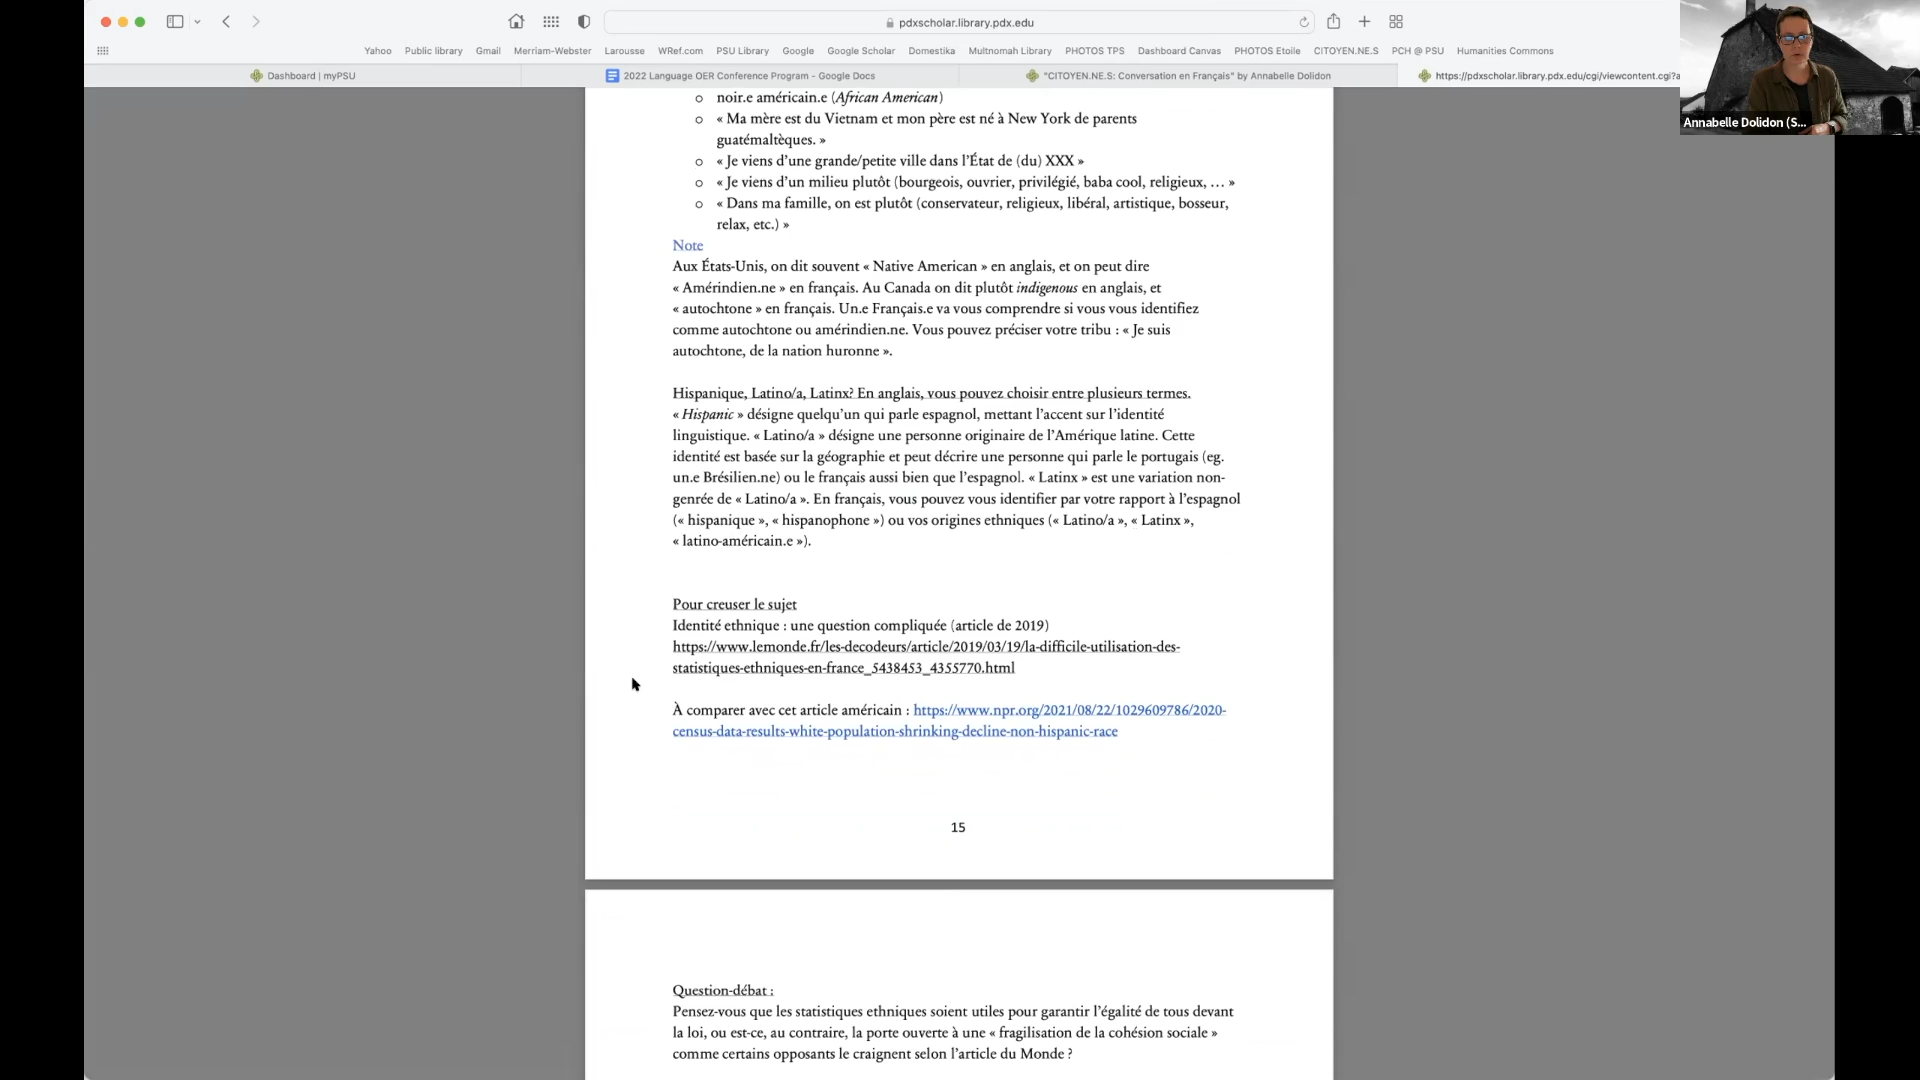 pdxscholar.library.pdx.edu
Yahoo Public library Gmail Merriam-Webster Larousse WRef.com PSU Library Google Google Scholar Domestika Multnomah Library PHOTOS TPS Dashboard Canvas PHOTOS Etoile CITOYEN.NE.S PCH @ PSU Humanities Commons
Dashboard | myPSU
2022 Language OER Conference Program - Google Docs
"CITOYEN.NE.S: Conversation en Français" by Annabelle Dolidon
https://pdxscholar.library.pdx.edu/cgi/viewcontent.cgi?a
Annabelle Dolidon (S...
o noir.e américain.e (African American)
o « Ma mère est du Vietnam et mon père est né à New York de parents
guatémaltèques. »
o « Je viens d’une grande/petite ville dans l’État de (du) XXX »
o « Je viens d’un milieu plutôt (bourgeois, ouvrier, privilégié, baba cool, religieux, … »
o « Dans ma famille, on est plutôt (conservateur, religieux, libéral, artistique, bosseur,
relax, etc.) »
Note
Aux États-Unis, on dit souvent « Native American » en anglais, et on peut dire
« Amérindien.ne » en français. Au Canada on dit plutôt indigenous en anglais, et
« autochtone » en français. Un.e Français.e va vous comprendre si vous vous identifiez
comme autochtone ou amérindien.ne. Vous pouvez préciser votre tribu : « Je suis
autochtone, de la nation huronne ».
Hispanique, Latino/a, Latinx? En anglais, vous pouvez choisir entre plusieurs termes.
« Hispanic » désigne quelqu’un qui parle espagnol, mettant l’accent sur l’identité
linguistique. « Latino/a » désigne une personne originaire de l’Amérique latine. Cette
identité est basée sur la géographie et peut décrire une personne qui parle le portugais (eg.
un.e Brésilien.ne) ou le français aussi bien que l’espagnol. « Latinx » est une variation non-
genrée de « Latino/a ». En français, vous pouvez vous identifier par votre rapport à l’espagnol
(« hispanique », « hispanophone ») ou vos origines ethniques (« Latino/a », « Latinx »,
« latino-américain.e »).
Pour creuser le sujet
Identité ethnique : une question compliquée (article de 2019)
https://www.lemonde.fr/les-decodeurs/article/2019/03/19/la-difficile-utilisation-des-
statistiques-ethniques-en-france_5438453_4355770.html
À comparer avec cet article américain : https://www.npr.org/2021/08/22/1029609786/2020-
census-data-results-white-population-shrinking-decline-non-hispanic-race
15
Question-débat :
Pensez-vous que les statistiques ethniques soient utiles pour garantir l’égalité de tous devant
la loi, ou est-ce, au contraire, la porte ouverte à une « fragilisation de la cohésion sociale »
comme certains opposants le craignent selon l’article du Monde ?